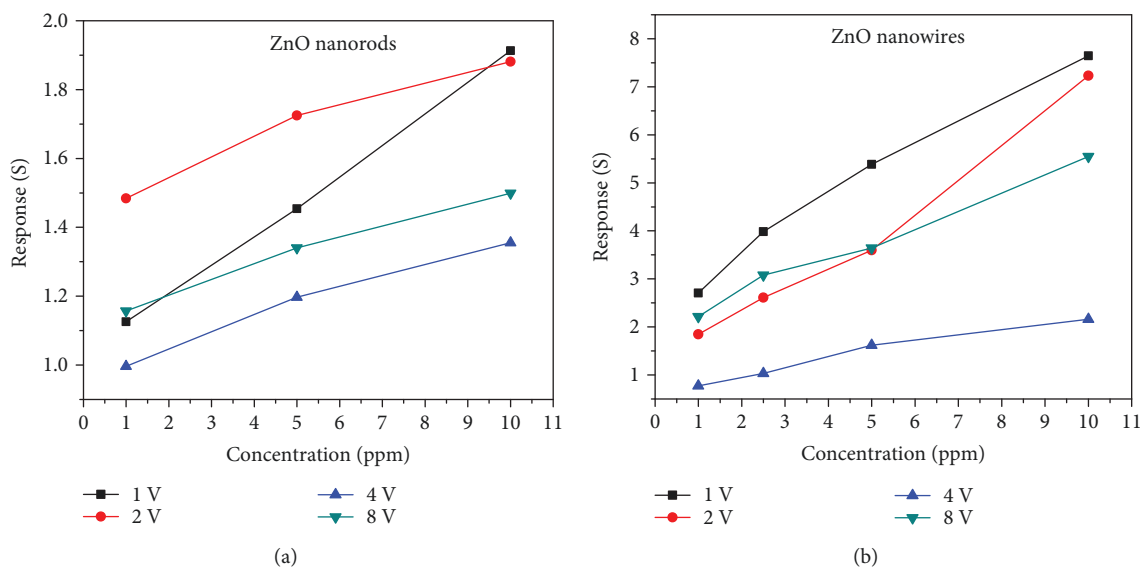 ZnO nanorods
2.0
1.8
1.6
1.4
1.2
1.0
Response (S)
0 1 2 3 4 5 6 7 8 9 10 11
Concentration (ppm)
1 V 4 V
2 V 8 V
(a)
ZnO nanowires
8
7
6
5
4
3
2
1
Response (S)
0 1 2 3 4 5 6 7 8 9 10 11
Concentration (ppm)
1 V 4 V
2 V 8 V
(b)